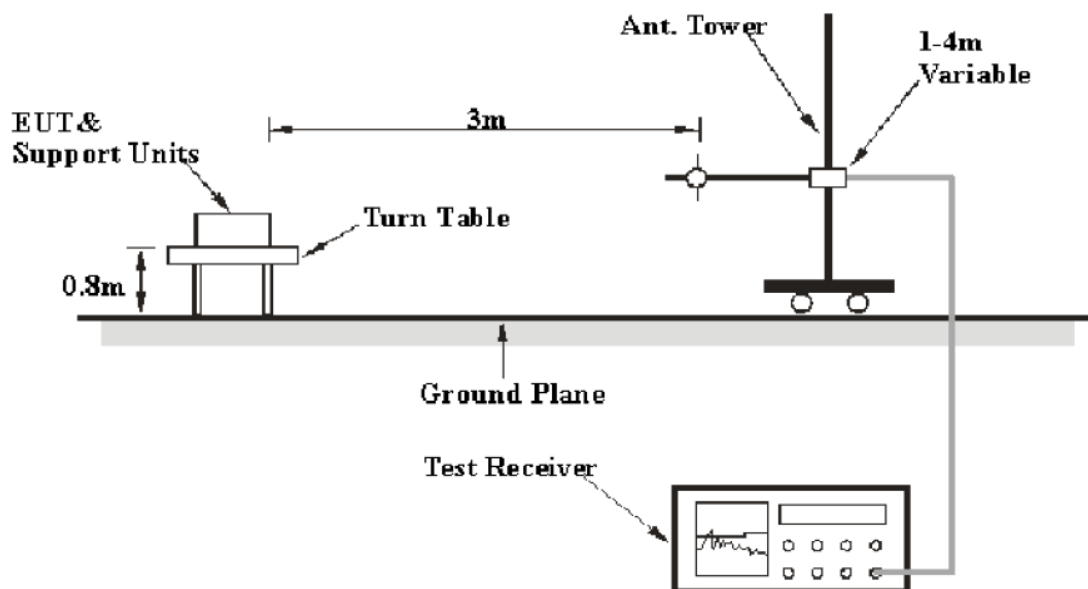 Ant. Tower
1-4m
Variable
EUT&
Support Units
3m
Turn Table
0.8m
Ground Plane
Test Receiver